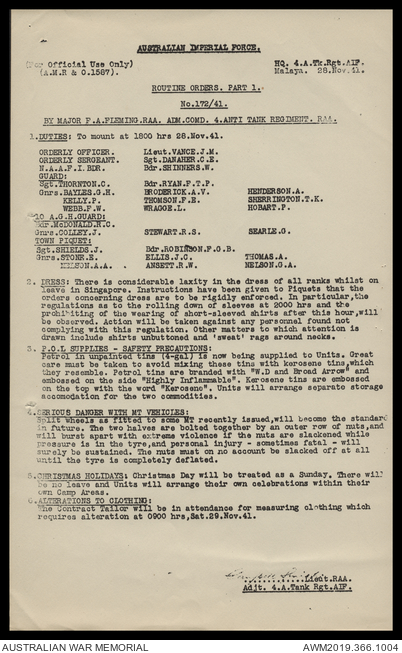 AUSTRALIAN IMPERIAL FORCE.
(For Official Use Only)
(A.M.R & O.1587).
HQ. 4.A.Tk.Rgt.AIF.
Malaya. 28.Nov.41.
ROUTINE ORDERS. PART 1.
No.172/41.
BY MAJOR F.A.FLEMING.RAA. ADM.COMD. 4.ANTI TANK REGIMENT. RAA.
1.DUTIES: To mount at 1800 hrs 28.Nov.41.
ORDERLY OFFICER. Lieut.VANCE.J.M.
ORDERLY SERGEANT. Sgt.DANAHER.C.E.
N.A.A.F.I.BDR. Bdr.SHINNERS.W.
GUARD:
Sgt.THORNTON.C. Bdr.RYAN.F.T.P.
Gnrs.BAYLES.G.H. BRODERICK.A.V. HENDERSON.A.
KELLY.P. THOMSON.F.E. SHERRINGTON.T.K.
WEBB.F.W. WRAGGE.L. HOBART.P.
10 A.G.H.GUARD:
Bdr.McDONALD.R.C.
Gnrs.COLLEY.J. STEWART.R.S. SEARLE.G.
TOWN PIQUET:
Sgt.SHIELDS.J. Bdr.ROBINSON.F.O.B.
Gnrs.STONE.E. ELLIS.J.C. THOMAS.A.
NELSON.A.A. ANSETT.R.W. NELSON.G.A.
2. DRESS: There is considerable laxity in the dress of all ranks whilst on
leave in Singapore. Instructions have been given to Piquets that the
orders concerning dress are to be rigidly enforced. In particular,the
regulations as to the rolling down of sleeves at 2000 hrs and the
prohibiting of the wearing of short-sleeved shirts after this hour,will
be observed. Action will be taken against any personnel found not
complying with this regulation. Other matters to which attention is
drawn include shirts unbuttoned and 'sweat' rags around necks.
3. P.O.L SUPPLIES - SAFETY PRECAUTIONS:
Petrol in unpainted tins (4-gal) is now being supplied to Units. Great
care must be taken to avoid mixing these tins with kerosene tins,which
they resemble. Petrol tins are branded with "W.D and Broad Arrow" and
embossed on the side "Highly Inflammable". Kerosene tins are embossed
on the top with the word "Kerosene". Units will arrange separate storage
accomodation for the two commodities.
4.SERIOUS DANGER WITH MT VEHICLES:
Split wheels as fitted to some MT recently issued,will become the standard
in future. The two halves are bolted together by an outer row of nuts,and
will burst apart with extreme violence if the nuts are slackened while
pressure is in the tyre,and personal injury - sometimes fatal - will
surely be sustained. The nuts must on no account be slacked off at all
until the tyre is completely deflated.
5.CHRISTMAS HOLIDAYS: Christmas Day will be treated as a Sunday. There will
be no leave and Units will arrange their own celebrations within their
own Camp Areas.
6.ALTERATIONS TO CLOTHING:
The Contract Tailor will be in attendance for measuring clothing which
requires alteration at 0900 hrs,Sat.29.Nov.41.
Lieut.RAA.
Adjt. 4.A.Tank Rgt.AIF.
AUSTRALIAN WAR MEMORIAL
AWM2019.366.1004